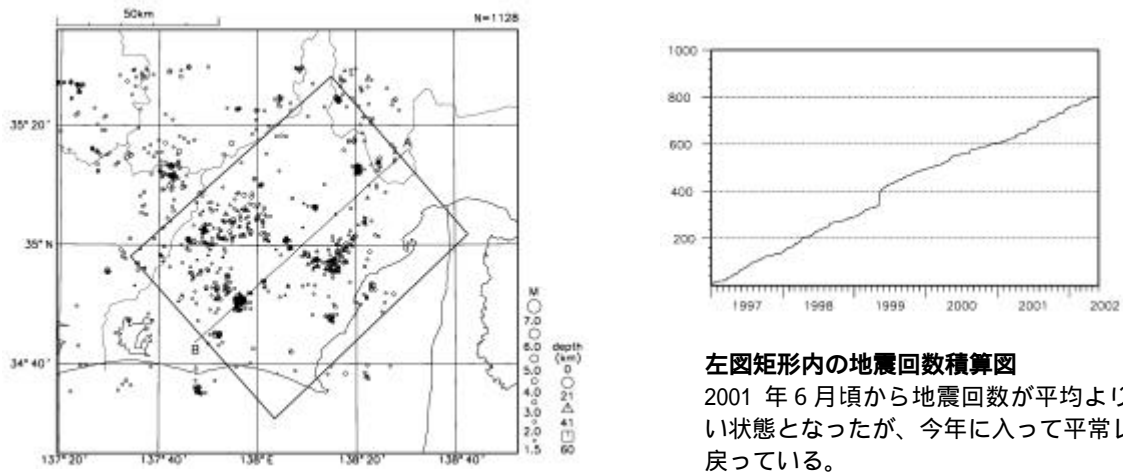 50km
N=1128
35°20′
35°N
34°40′
137°20′
137°40′
138°E
138°20′
138°40′
A
B
M
7.0
6.0
5.0
4.0
3.0
2.0
1.5
depth
(km)
0
21
41
60
1000
800
600
400
200
1997
1998
1999
2000
2001
2002
左図矩形内の地震回数積算図
2001 年 6 月頃から地震回数が平均より
い状態となったが、今年に入って平常レ
戻っている。